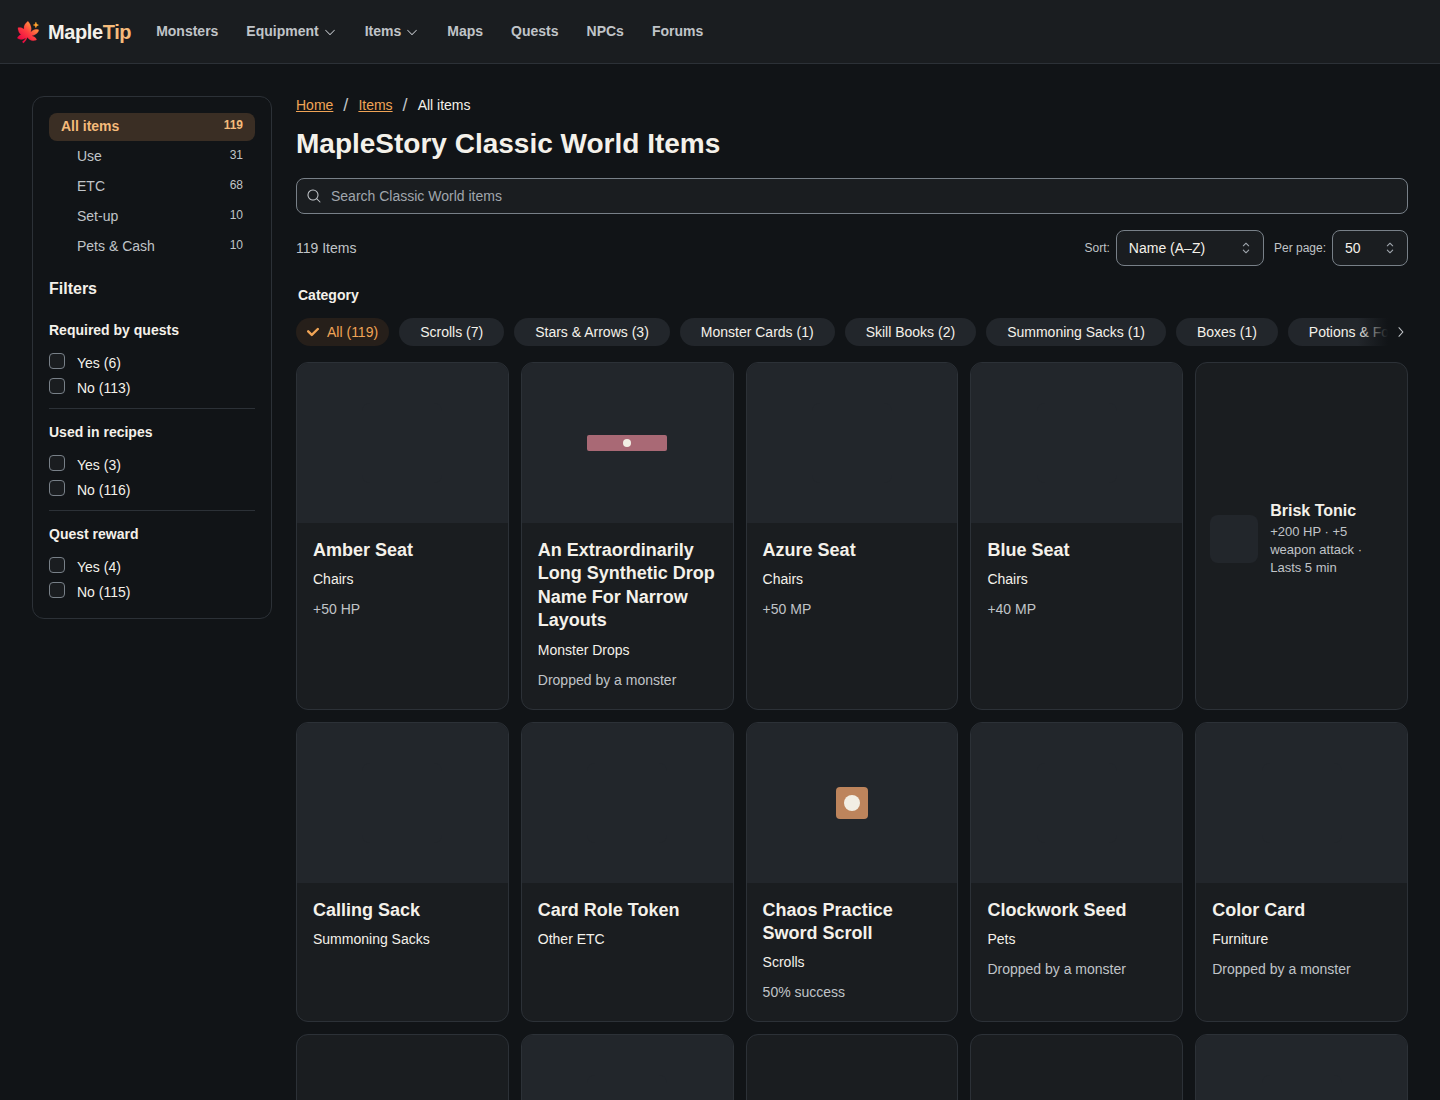 MapleTip
Monsters
Equipment
Items
Maps
Quests
NPCs
Forums
All items 119
Use 31
ETC 68
Set-up 10
Pets & Cash 10
Filters
Required by quests
Yes (6)
No (113)
Used in recipes
Yes (3)
No (116)
Quest reward
Yes (4)
No (115)
Home / Items / All items
MapleStory Classic World Items
Search Classic World items
119 Items
Sort: Name (A–Z)
Per page: 50
Category
All (119)
Scrolls (7)
Stars & Arrows (3)
Monster Cards (1)
Skill Books (2)
Summoning Sacks (1)
Boxes (1)
Potions &
Amber Seat
Chairs
+50 HP
An Extraordinarily
Long Synthetic Drop
Name For Narrow
Layouts
Monster Drops
Dropped by a monster
Azure Seat
Chairs
+50 MP
Blue Seat
Chairs
+40 MP
Brisk Tonic
+200 HP · +5
weapon attack ·
Lasts 5 min
Calling Sack
Summoning Sacks
Card Role Token
Other ETC
Chaos Practice
Sword Scroll
Scrolls
50% success
Clockwork Seed
Pets
Dropped by a monster
Color Card
Furniture
Dropped by a monster